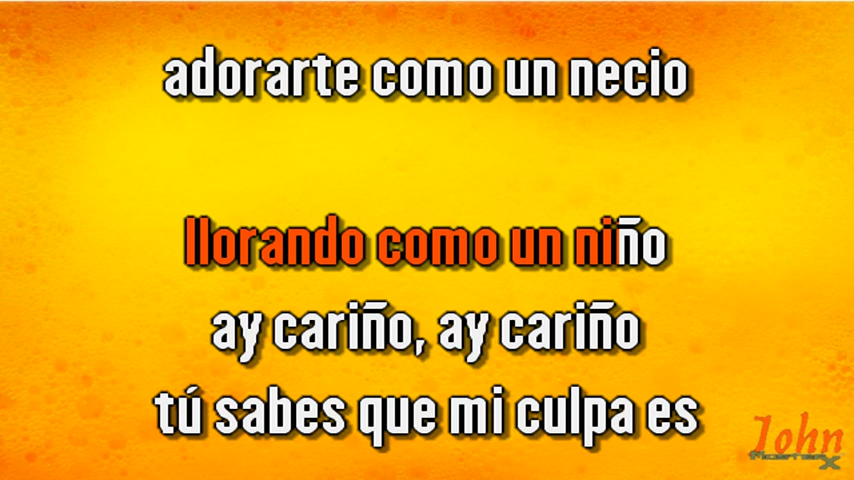 adorarte como un necio
llorando como un niño
ay cariño, ay cariño
tú sabes que mi culpa es
John